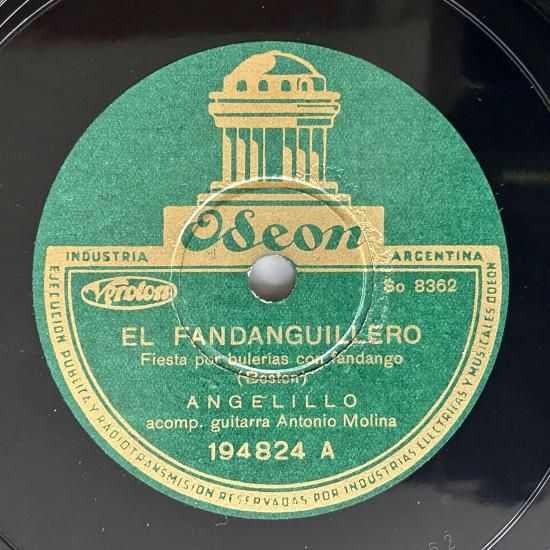 Odeon
INDUSTRIA ARGENTINA
Veroton So 8362
EL FANDANGUILLERO
Fiesta por bulerías con fandango
(Boston)
ANGELILLO
acomp. guitarra Antonio Molina
194824 A
EJECUCION PUBLICA Y RADIOTRANSMISION RESERVADAS POR INDUSTRIAS ELECTRICAS Y MUSICALES ODEON